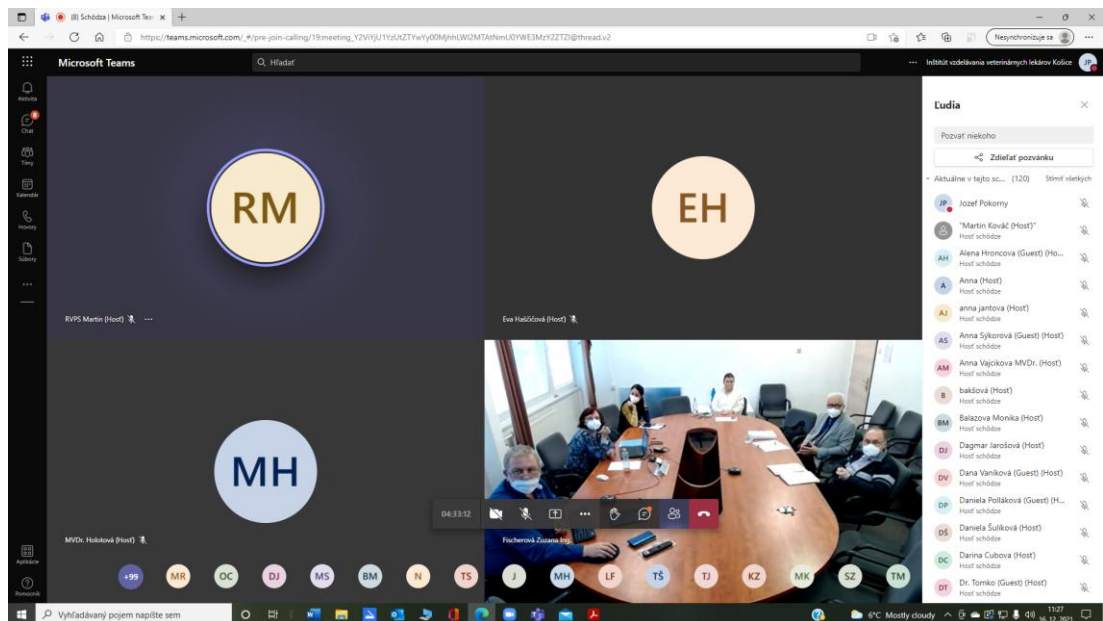 (8) Schôdza | Microsoft Tea
https://teams.microsoft.com/_#/pre-join-calling/19:meeting_Y2ViYjU1YzUtZTYwYy00MjhhLWI2MTAtNmU0YWE3MzY2ZTZl@thread.v2
Nesynchronizuje sa
Microsoft Teams
Hľadať
Inštitút vzdelávania veterinárnych lekárov Košice
JP
Aktivita
8
Chat
Tímy
Kalendár
Hovory
Súbory
Aplikácie
Pomocník
RM
RVPS Martin (Hosť)
EH
Eva Haščičová (Hosť)
MH
MVDr. Holotová (Hosť)
Fischerová Zuzana Ing.
04:33:12
+99
MR
OC
DJ
MS
BM
N
TS
J
MH
LF
TŠ
TJ
KZ
MK
SZ
TM
Ľudia
Pozvať niekoho
Zdieľať pozvánku
Aktuálne v tejto sc... (120) Stlmiť všetkých
JP Jozef Pokorny
"Martin Kováč (Hosť)"
Hosť schôdze
AH Alena Hroncova (Guest) (Ho...
Hosť schôdze
A Anna (Hosť)
Hosť schôdze
AJ anna jantova (Hosť)
Hosť schôdze
AS Anna Sýkorová (Guest) (Hosť)
Hosť schôdze
AM Anna Vajcikova MVDr. (Hosť)
Hosť schôdze
B bakšová (Hosť)
Hosť schôdze
BM Balazova Monika (Hosť)
Hosť schôdze
DJ Dagmar Jarošová (Hosť)
Hosť schôdze
DV Dana Vaníková (Guest) (Hosť)
Hosť schôdze
DP Daniela Polláková (Guest) (H...
Hosť schôdze
DŠ Daniela Šulíková (Hosť)
Hosť schôdze
DC Darina Cubova (Hosť)
Hosť schôdze
DT Dr. Tomko (Guest) (Hosť)
Hosť schôdze
Vyhľadávaný pojem napíšte sem
6°C Mostly cloudy
11:27
16. 12. 2021